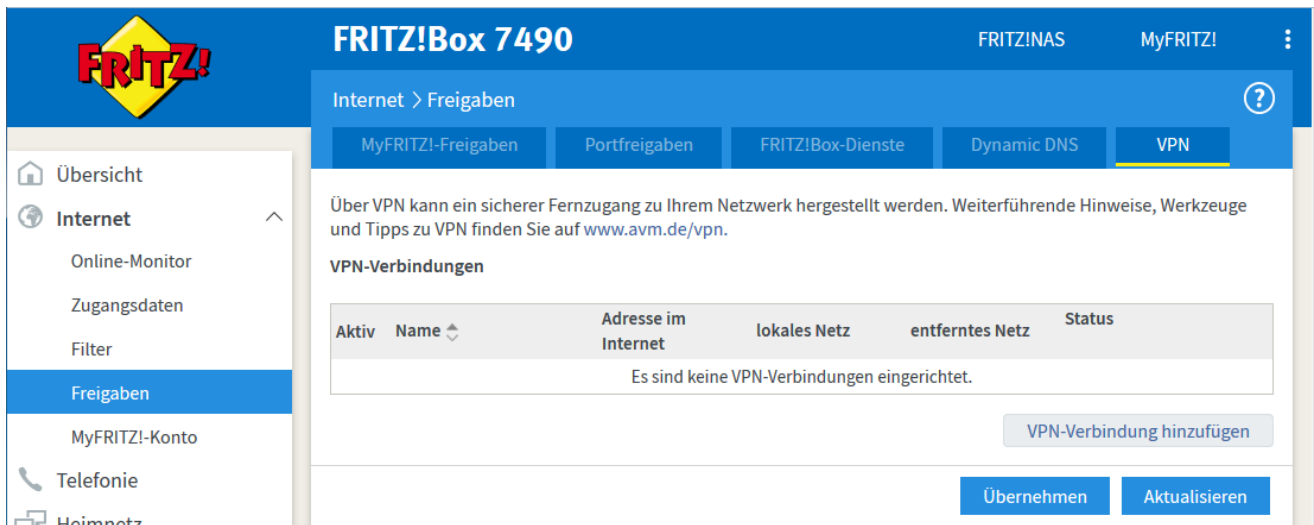 FRITZ!
FRITZ!Box 7490
FRITZ!NAS
MyFRITZ!
Internet > Freigaben
?
MyFRITZ!-Freigaben
Portfreigaben
FRITZ!Box-Dienste
Dynamic DNS
VPN
Übersicht
Internet
Online-Monitor
Zugangsdaten
Filter
Freigaben
MyFRITZ!-Konto
Telefonie
Heimnetz
Über VPN kann ein sicherer Fernzugang zu Ihrem Netzwerk hergestellt werden. Weiterführende Hinweise, Werkzeuge
und Tipps zu VPN finden Sie auf www.avm.de/vpn.
VPN-Verbindungen
Aktiv
Name
Adresse im
Internet
lokales Netz
entferntes Netz
Status
Es sind keine VPN-Verbindungen eingerichtet.
VPN-Verbindung hinzufügen
Übernehmen
Aktualisieren